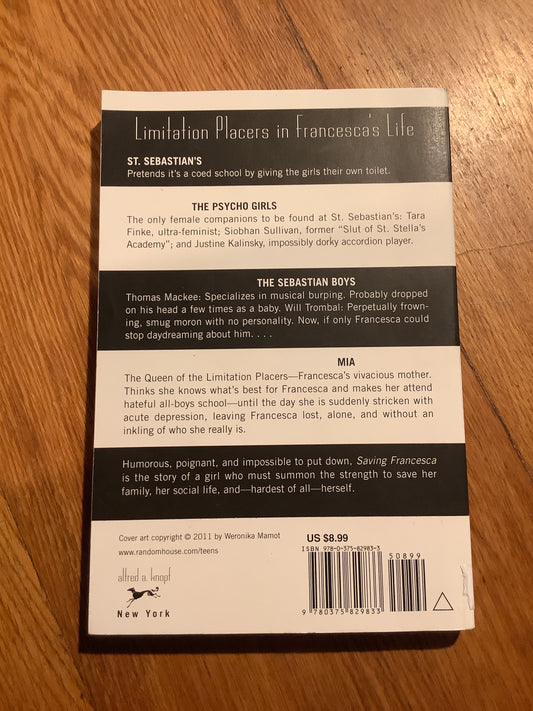 Limitation Placers in Francesca's Life
ST. SEBASTIAN'S
Pretends it's a coed school by giving the girls their own toilet.
THE PSYCHO GIRLS
The only female companions to be found at St. Sebastian's: Tara
Finke, ultra-feminist; Siobhan Sullivan, former “Slut of St. Stella's
Academy”; and Justine Kalinsky, impossibly dorky accordion player.
THE SEBASTIAN BOYS
Thomas Mackee: Specializes in musical burping. Probably dropped
on his head a few times as a baby. Will Trombal: Perpetually frown-
ing, smug moron with no personality. Now, if only Francesca could
stop daydreaming about him. . . .
MIA
The Queen of the Limitation Placers—Francesca's vivacious mother.
Thinks she knows what's best for Francesca and makes her attend
hateful all-boys school—until the day she is suddenly stricken with
acute depression, leaving Francesca lost, alone, and without an
inkling of who she really is.
Humorous, poignant, and impossible to put down, Saving Francesca
is the story of a girl who must summon the strength to save her
family, her social life, and—hardest of all—herself.
Cover art copyright © 2011 by Weronika Mamot
www.randomhouse.com/teens
alfred a. knopf
New York
US $8.99
ISBN 978-0-375-82983-3
50899
9 780375 829833